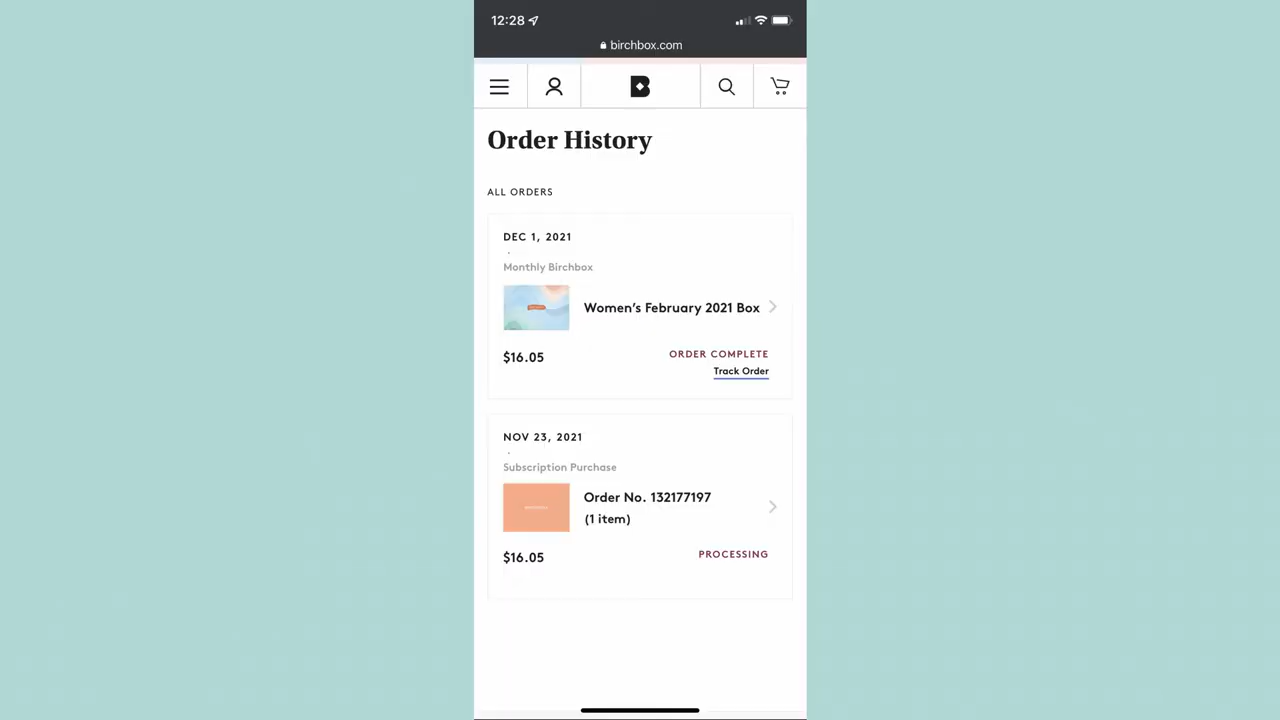 12:28
birchbox.com
B
Order History
ALL ORDERS
DEC 1, 2021
Monthly Birchbox
Women’s February 2021 Box
$16.05
ORDER COMPLETE
Track Order
NOV 23, 2021
Subscription Purchase
Order No. 132177197
(1 item)
$16.05
PROCESSING